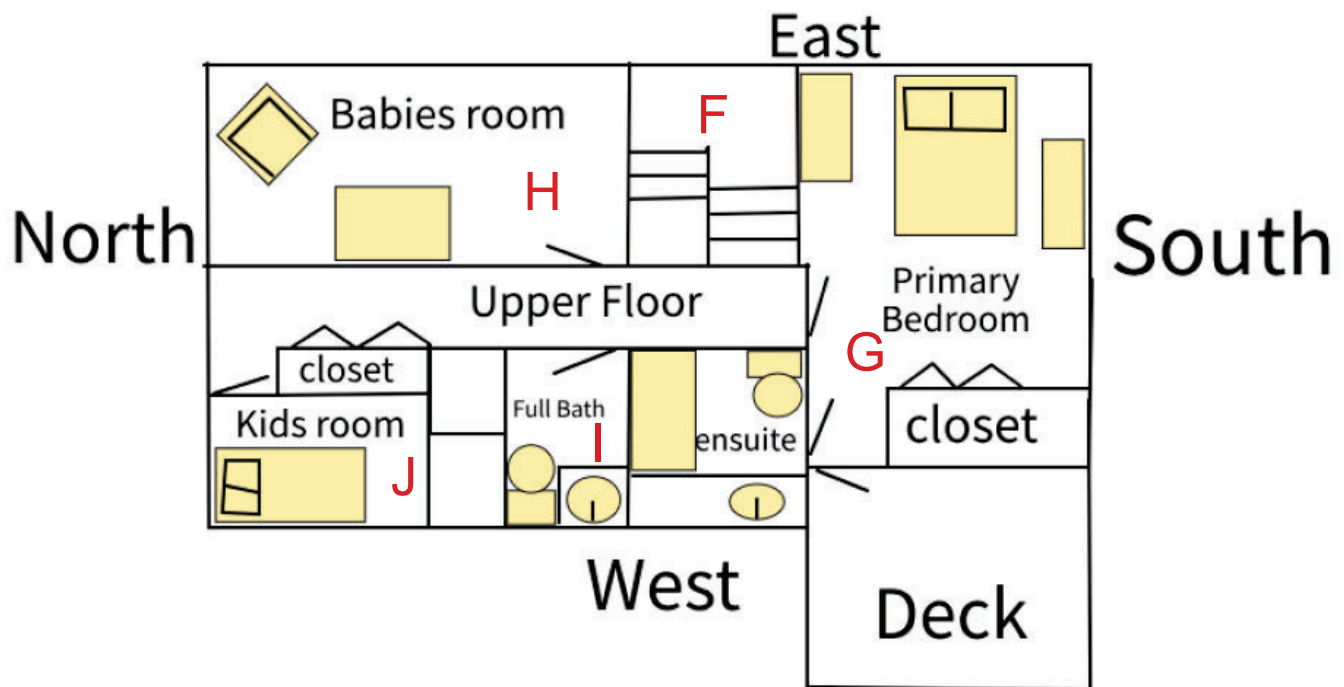 East
Babies room
F
H
North
South
Upper Floor
Primary
Bedroom
G
closet
Kids room
J
Full Bath
I
ensuite
closet
West
Deck